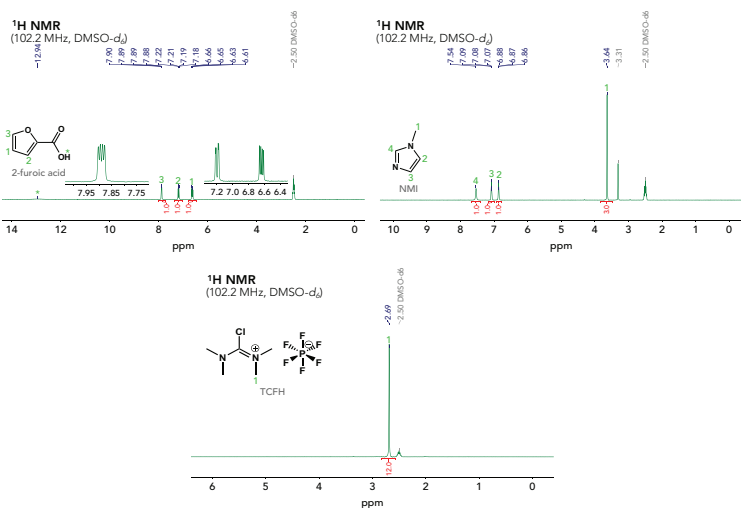 ¹H NMR
(102.2 MHz, DMSO-d₆)
−12.94
7.90
7.89
7.89
7.88
7.22
7.21
7.19
7.18
6.66
6.65
6.63
6.61
−2.50 DMSO-d6
3
O
O
OH
*
1
2
2-furoic acid
7.95 7.85 7.75
7.2 7.0 6.8 6.6 6.4
*
3
2
1
1.0
1.0
1.0
14 12 10 8 6 4 2 0
ppm
¹H NMR
(102.2 MHz, DMSO-d₆)
7.54
7.09
7.08
7.07
6.88
6.87
6.86
−3.64
−3.31
−2.50 DMSO-d6
1
N
4
N
2
3
NMI
4
3
2
1
1.0
1.0
1.0
3.0
10 9 8 7 6 5 4 3 2 1 0
ppm
¹H NMR
(102.2 MHz, DMSO-d₆)
−2.69
−2.50 DMSO-d6
Cl
N
N
⊕
1
F
F
F
P
⊖
F
F
F
TCFH
1
12.0
6 5 4 3 2 1 0
ppm